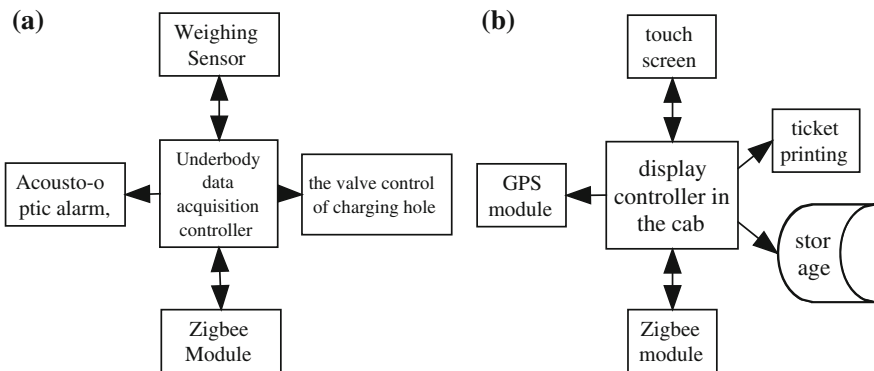 (a)
Weighing
Sensor
Acousto-o
ptic alarm,
Underbody
data
acquisition
controller
the valve control
of charging hole
Zigbee
Module
(b)
touch
screen
GPS
module
display
controller in
the cab
ticket
printing
stor
age
Zigbee
module